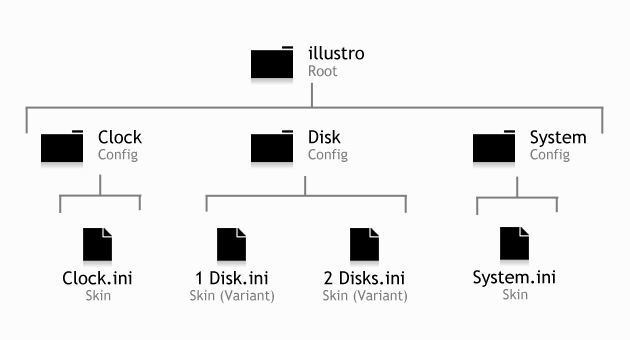 illustro
Root
Clock
Config
Disk
Config
System
Config
Clock.ini
Skin
1 Disk.ini
Skin (Variant)
2 Disks.ini
Skin (Variant)
System.ini
Skin